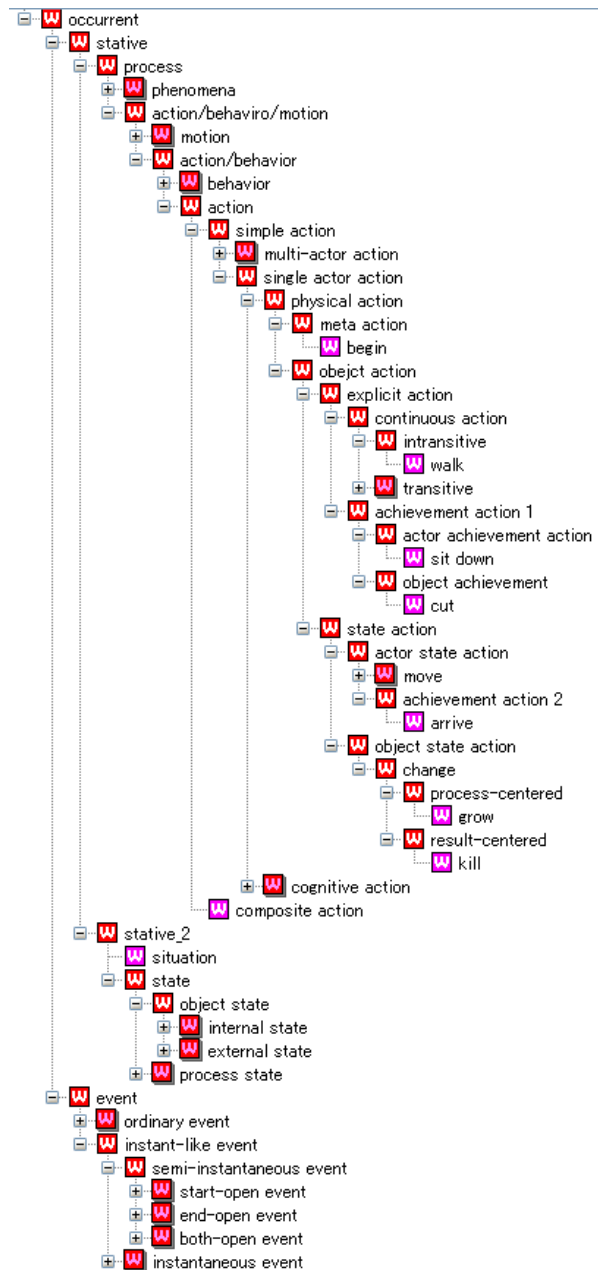 occurrent
stative
process
phenomena
action/behaviro/motion
motion
action/behavior
behavior
action
simple action
multi-actor action
single actor action
physical action
meta action
begin
obejct action
explicit action
continuous action
intransitive
walk
transitive
achievement action 1
actor achievement action
sit down
object achievement
cut
state action
actor state action
move
achievement action 2
arrive
object state action
change
process-centered
grow
result-centered
kill
cognitive action
composite action
stative_2
situation
state
object state
internal state
external state
process state
event
ordinary event
instant-like event
semi-instantaneous event
start-open event
end-open event
both-open event
instantaneous event